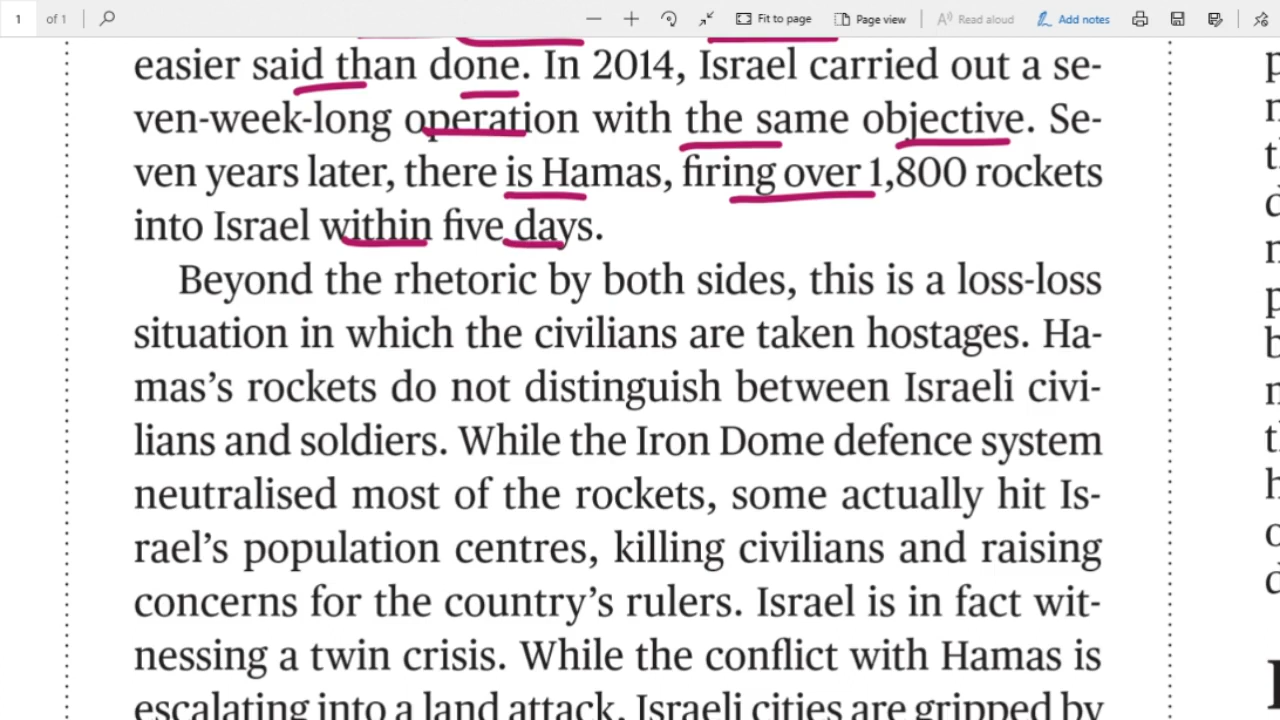 1 of 1 Fit to page Page view Read aloud Add notes
easier said than done. In 2014, Israel carried out a se-
ven-week-long operation with the same objective. Se-
ven years later, there is Hamas, firing over 1,800 rockets
into Israel within five days.
Beyond the rhetoric by both sides, this is a loss-loss
situation in which the civilians are taken hostages. Ha-
mas’s rockets do not distinguish between Israeli civi-
lians and soldiers. While the Iron Dome defence system
neutralised most of the rockets, some actually hit Is-
rael’s population centres, killing civilians and raising
concerns for the country’s rulers. Israel is in fact wit-
nessing a twin crisis. While the conflict with Hamas is
escalating into a land attack, Israeli cities are gripped by